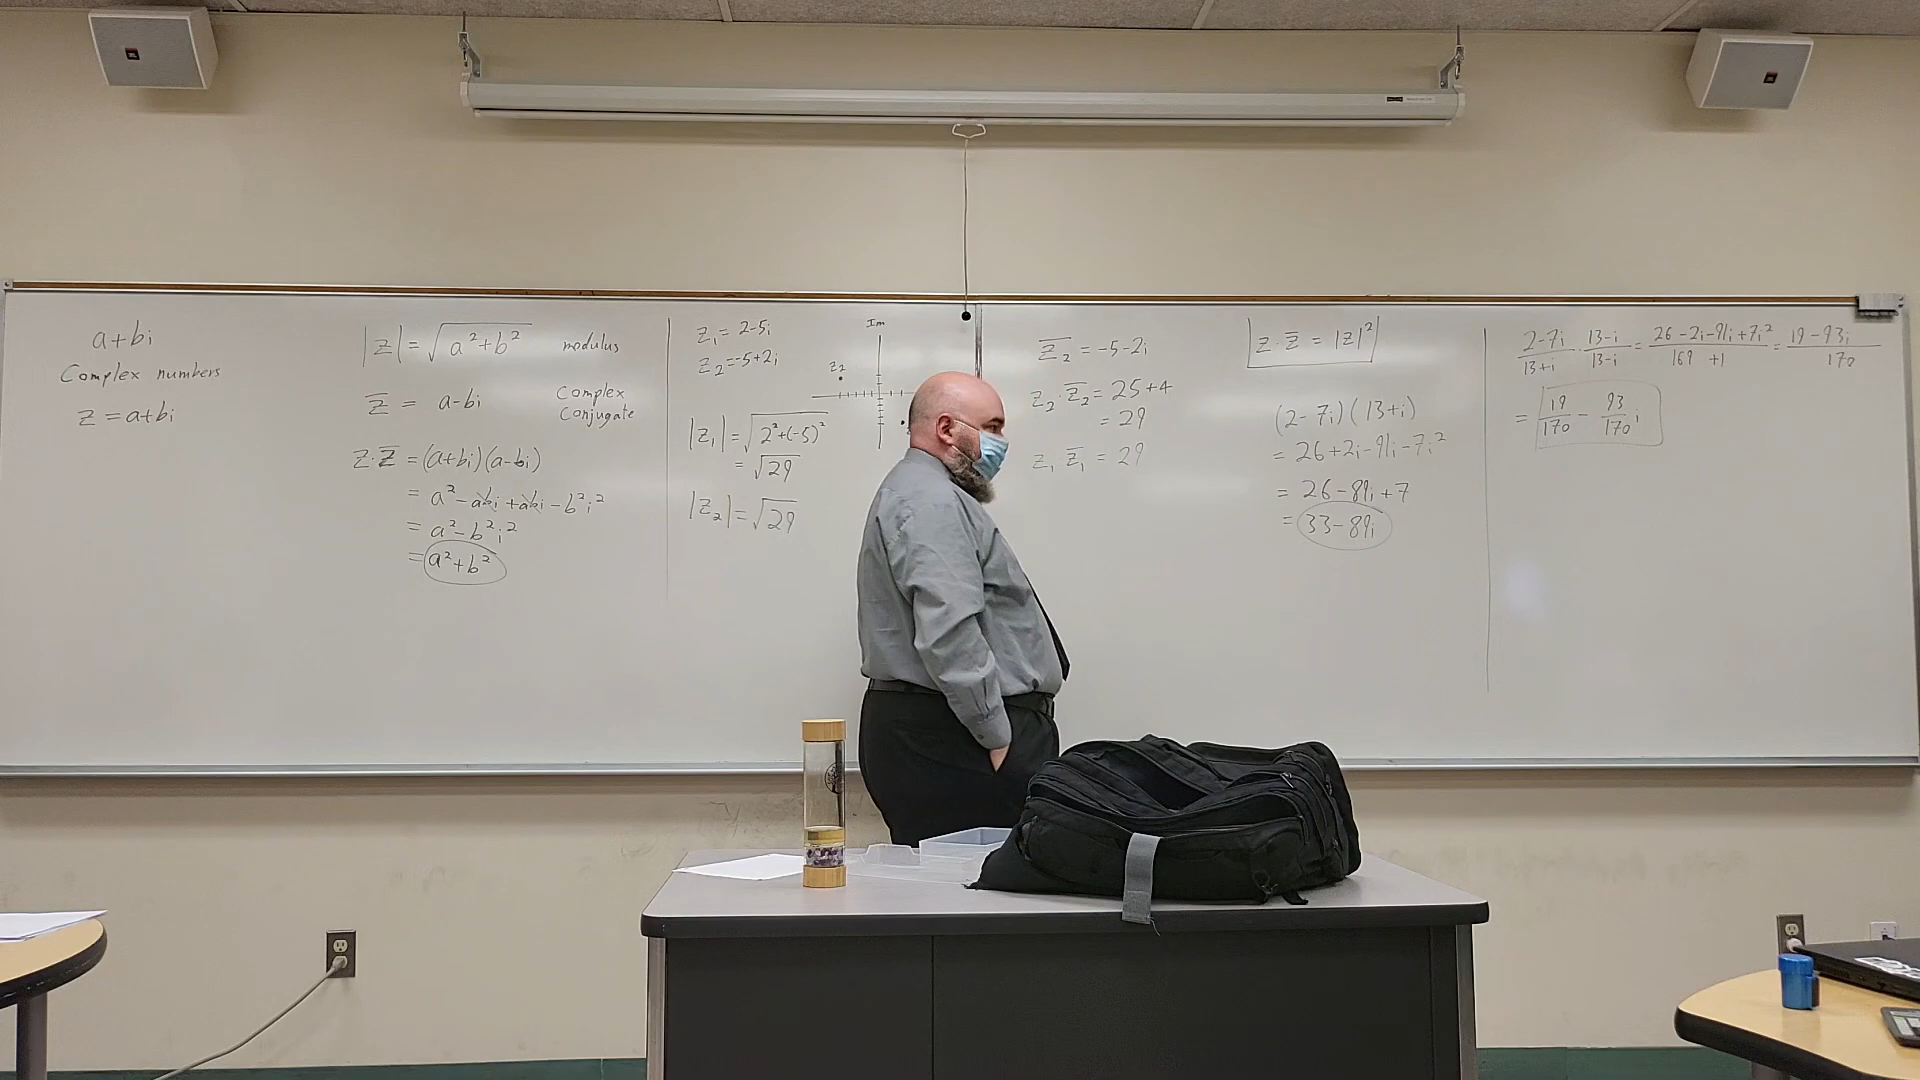 a+bi
Complex numbers
z = a+bi
|z| = √(a²+b²) modulus
z̅ = a-bi Complex Conjugate
z·z̅ = (a+bi)(a-bi)
= a² - abi + abi - b²i²
= a² - b²i²
= a²+b²
z₁ = 2-5i
z₂ = -5+2i
|z₁| = √(2²+(-5)²)
= √29
|z₂| = √29
Im
z₂
z̅₂ = -5-2i
z₂·z̅₂ = 25+4
= 29
z₁ z̅₁ = 29
z·z̅ = |z|²
(2-7i)(13+i)
= 26+2i-91i-7i²
= 26-89i+7
= 33-89i
(2-7i)/(13+i) · (13-i)/(13-i) = (26-2i-91i+7i²)/(169+1) = (19-93i)/170
= 19/170 - 93/170 i